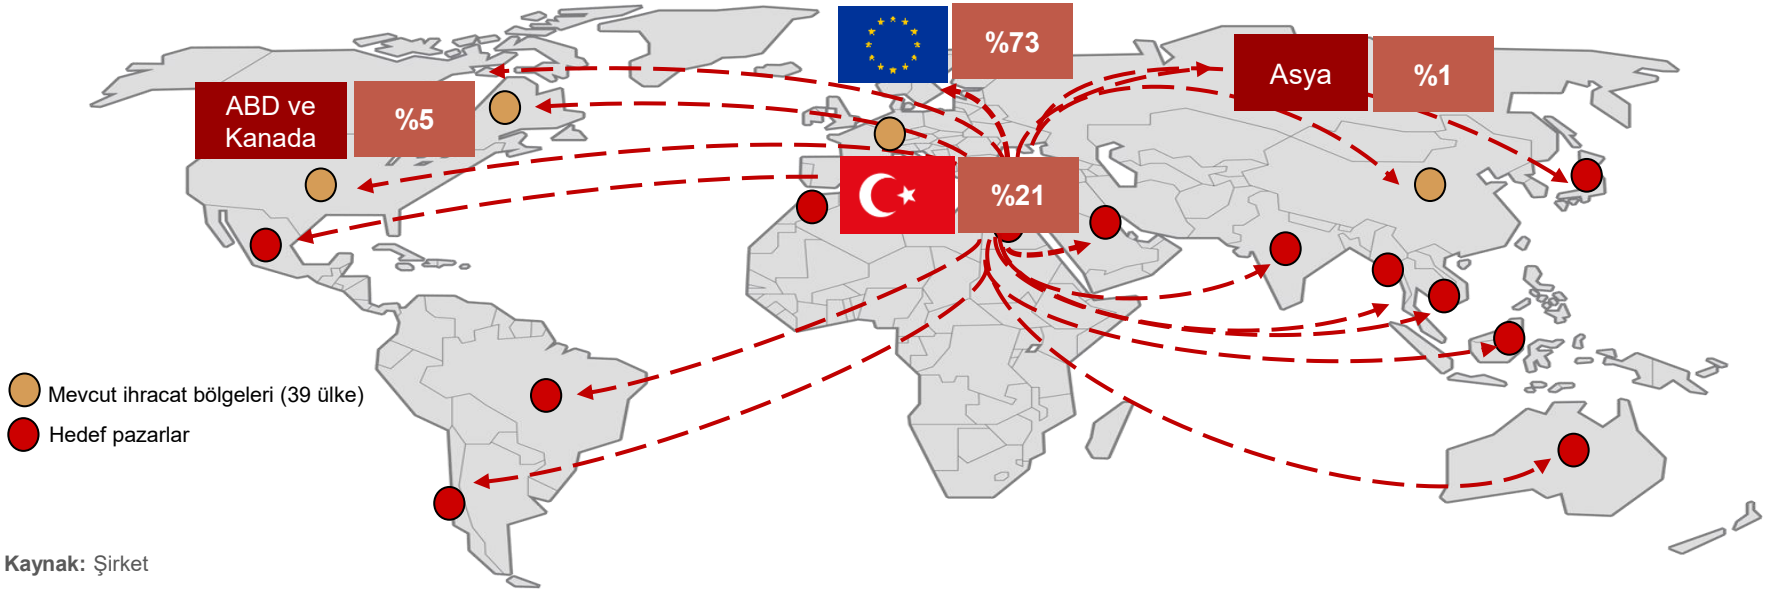 %73
Asya
%1
ABD ve
Kanada
%5
%21
Mevcut ihracat bölgeleri (39 ülke)
Hedef pazarlar
Kaynak: Şirket